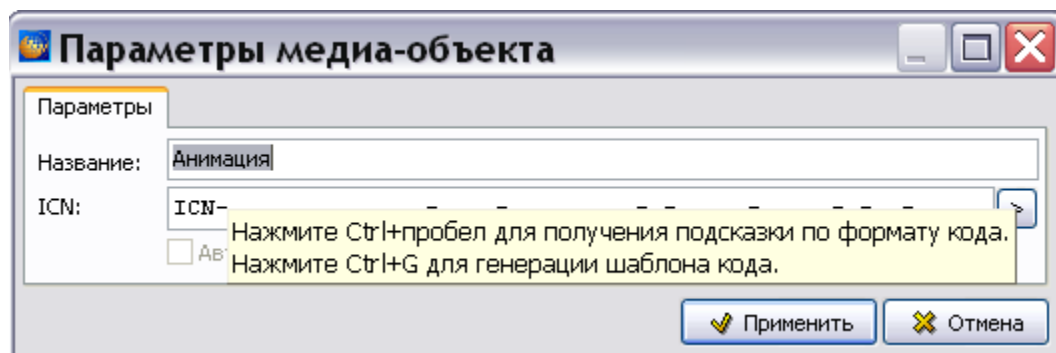 Параметры медиа-объекта
Параметры
Название: Анимация
ICN: ICN-
Нажмите Ctrl+пробел для получения подсказки по формату кода.
Нажмите Ctrl+G для генерации шаблона кода.
Применить Отмена